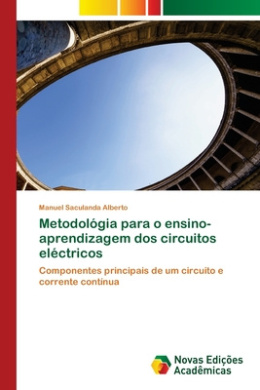 Manuel Saculanda Alberto
Metodológia para o ensino-
aprendizagem dos circuitos
eléctricos
Componentes principais de um circuito e
corrente contínua
Novas Edições
Acadêmicas